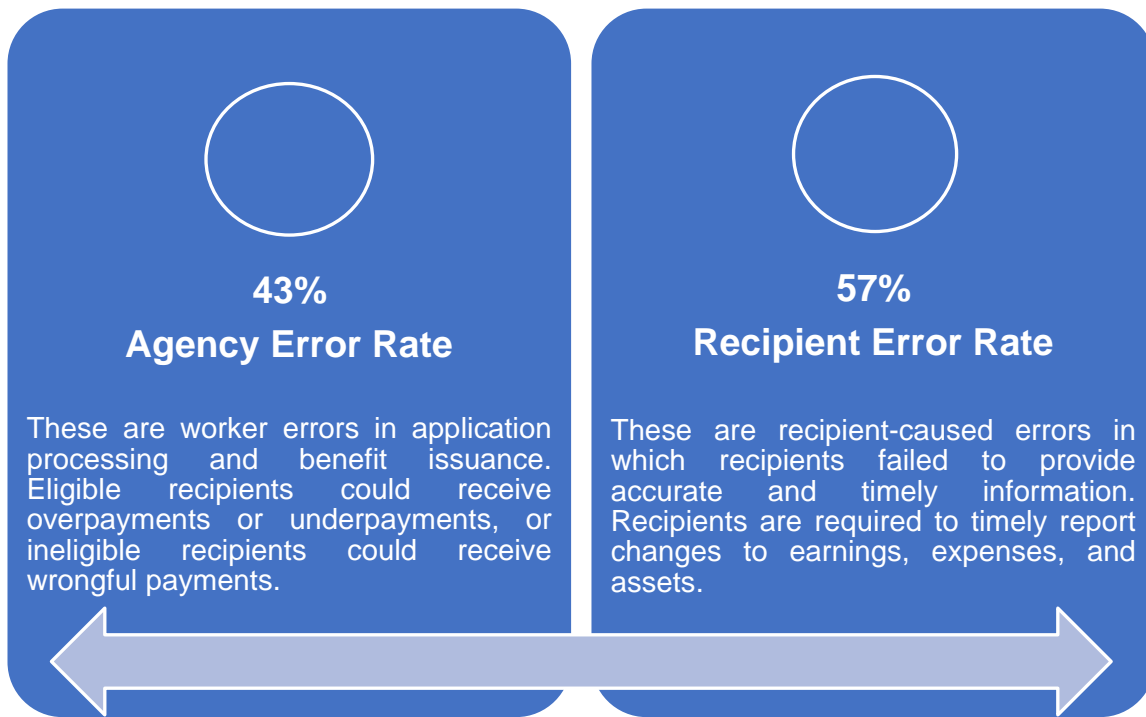 43%
Agency Error Rate
These are worker errors in application
processing and benefit issuance.
Eligible recipients could receive
overpayments or underpayments, or
ineligible recipients could receive
wrongful payments.
57%
Recipient Error Rate
These are recipient-caused errors in
which recipients failed to provide
accurate and timely information.
Recipients are required to timely report
changes to earnings, expenses, and
assets.